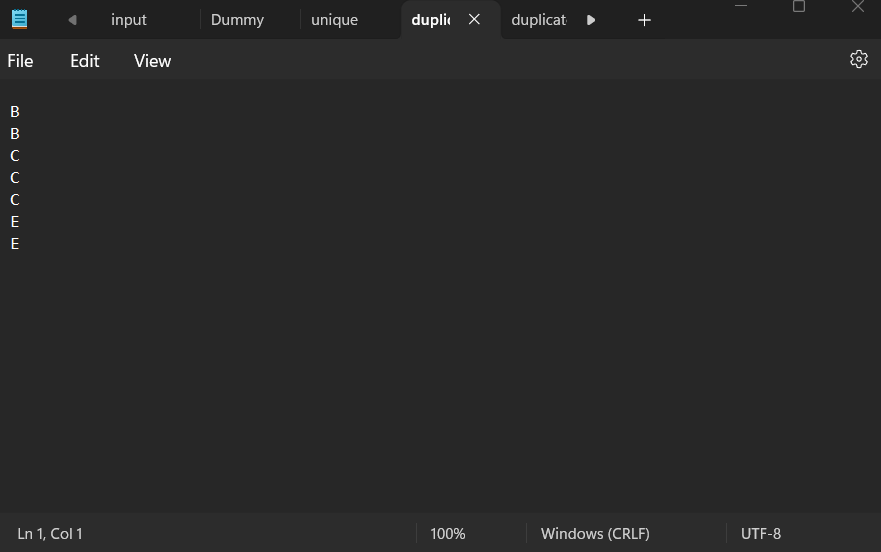 input Dummy unique duplic duplicat
File Edit View
B
B
C
C
C
E
E
Ln 1, Col 1 100% Windows (CRLF) UTF-8